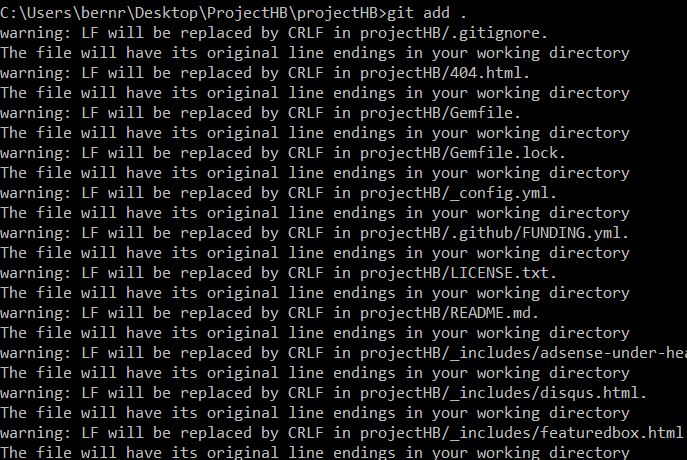 C:\Users\bernr\Desktop\ProjectHB\projectHB>git add .
warning: LF will be replaced by CRLF in projectHB/.gitignore.
The file will have its original line endings in your working directory
warning: LF will be replaced by CRLF in projectHB/404.html.
The file will have its original line endings in your working directory
warning: LF will be replaced by CRLF in projectHB/Gemfile.
The file will have its original line endings in your working directory
warning: LF will be replaced by CRLF in projectHB/Gemfile.lock.
The file will have its original line endings in your working directory
warning: LF will be replaced by CRLF in projectHB/_config.yml.
The file will have its original line endings in your working directory
warning: LF will be replaced by CRLF in projectHB/.github/FUNDING.yml.
The file will have its original line endings in your working directory
warning: LF will be replaced by CRLF in projectHB/LICENSE.txt.
The file will have its original line endings in your working directory
warning: LF will be replaced by CRLF in projectHB/README.md.
The file will have its original line endings in your working directory
warning: LF will be replaced by CRLF in projectHB/_includes/adsense-under-hea
The file will have its original line endings in your working directory
warning: LF will be replaced by CRLF in projectHB/_includes/disqus.html.
The file will have its original line endings in your working directory
warning: LF will be replaced by CRLF in projectHB/_includes/featuredbox.html
The file will have its original line endings in your working directory